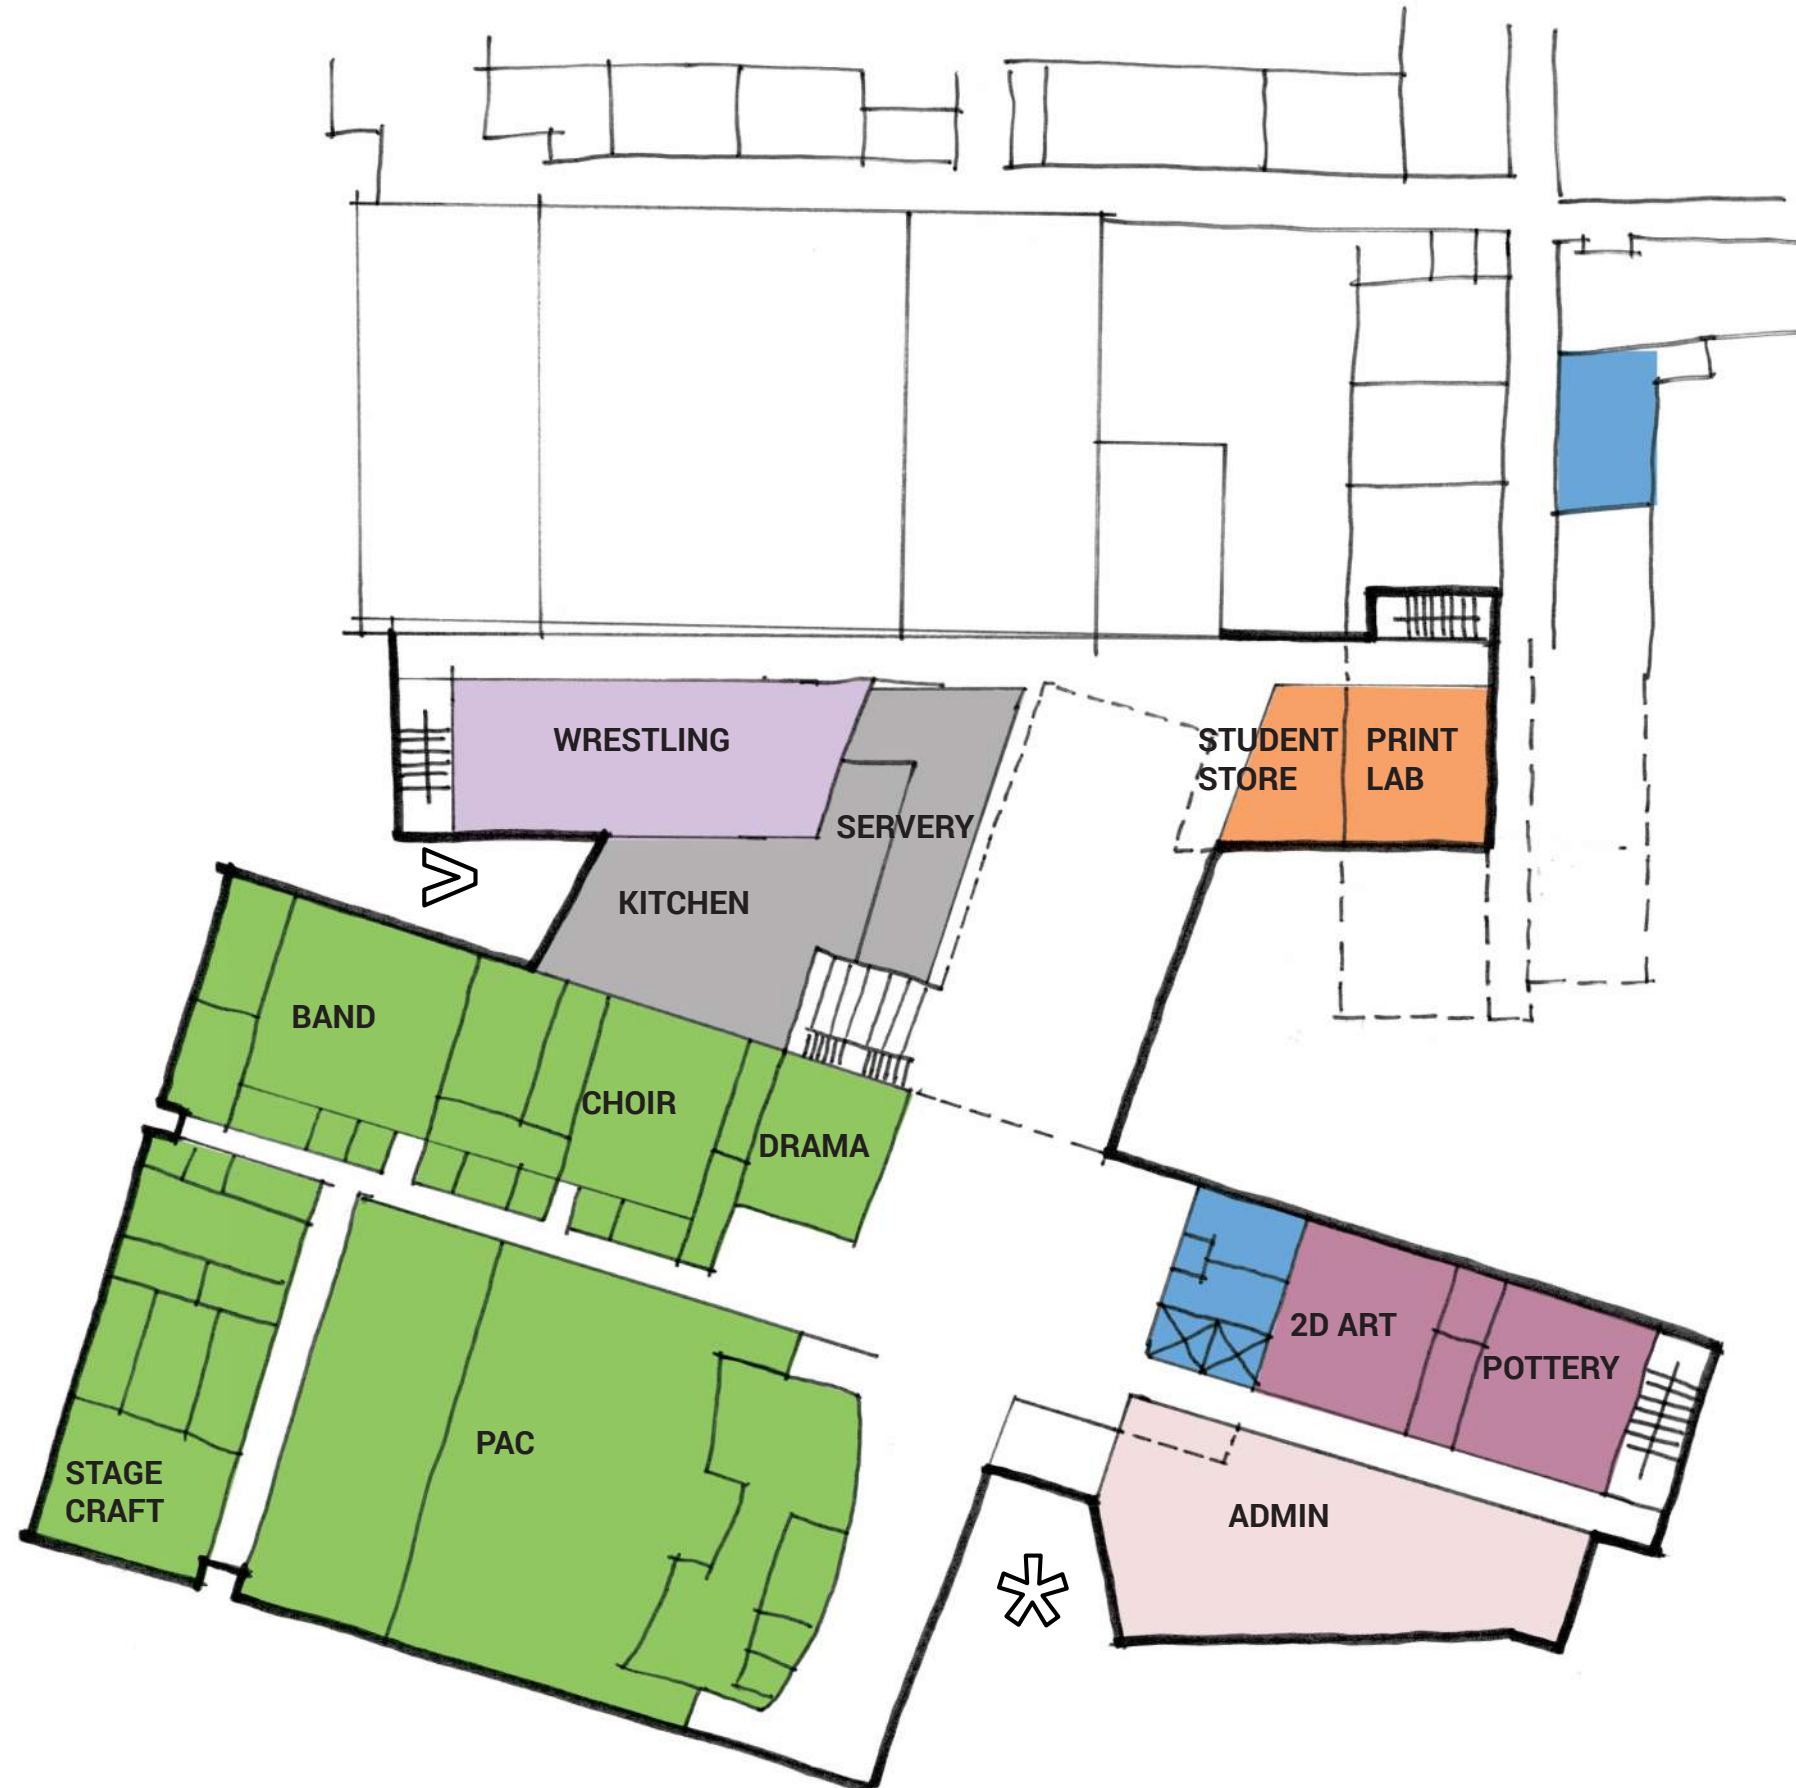 WRESTLING
STUDENT
STORE
PRINT
LAB
SERVERY
KITCHEN
BAND
CHOIR
DRAMA
2D ART
POTTERY
PAC
STAGE
CRAFT
ADMIN